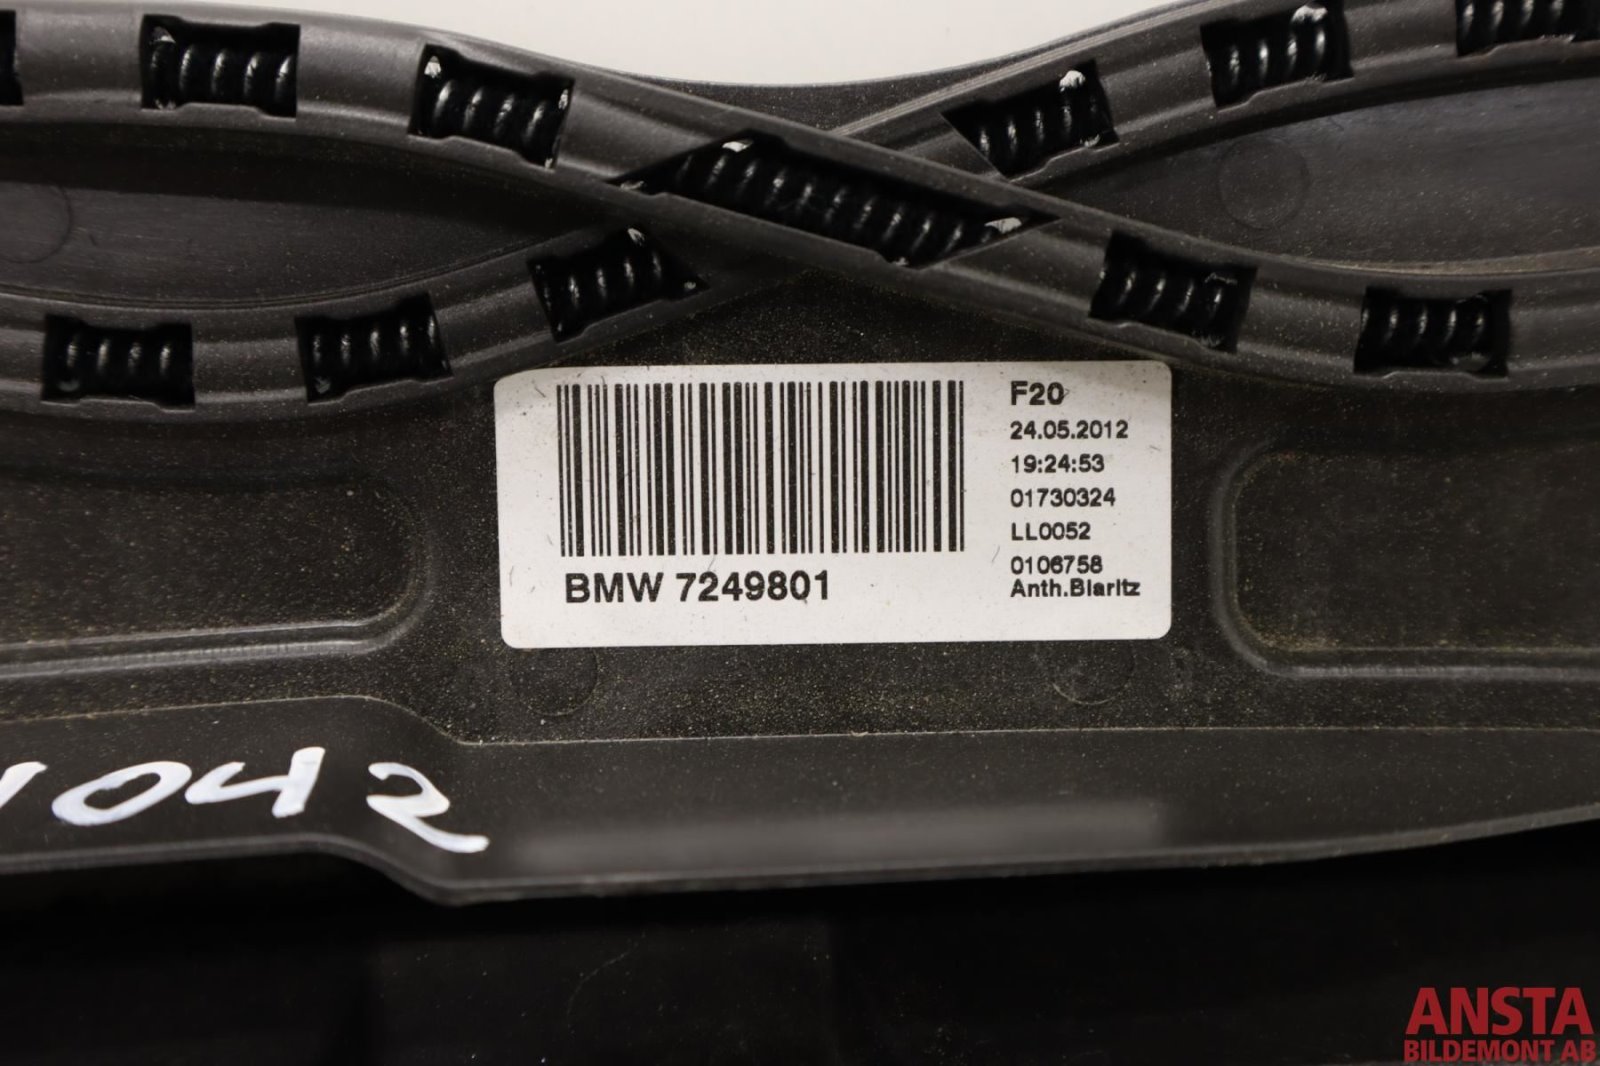 F20
24.05.2012
19:24:53
01730324
LL0052
0106758
Anth.Biaritz
BMW 7249801
1042
ANSTA
BILDEMONT AB